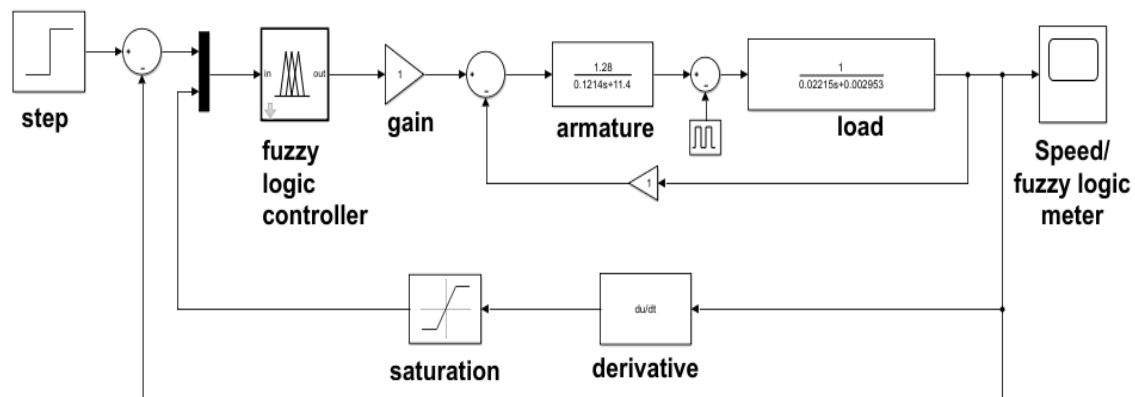 step
+
-
in
out
fuzzy
logic
controller
1
gain
+
-
1.28
0.1214s+11.4
armature
+
-
1
0.02215s+0.002953
load
Speed/
fuzzy logic
meter
1
saturation
du/dt
derivative